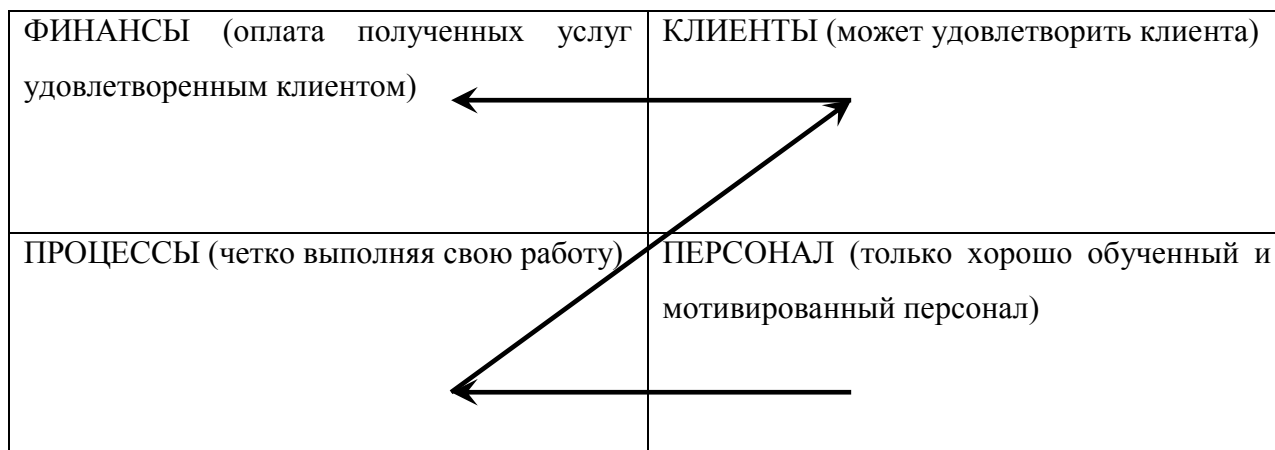 ФИНАНСЫ (оплата полученных услуг
удовлетворенным клиентом)
КЛИЕНТЫ (может удовлетворить клиента)
ПРОЦЕССЫ (четко выполняя свою работу)
ПЕРСОНАЛ (только хорошо обученный и
мотивированный персонал)